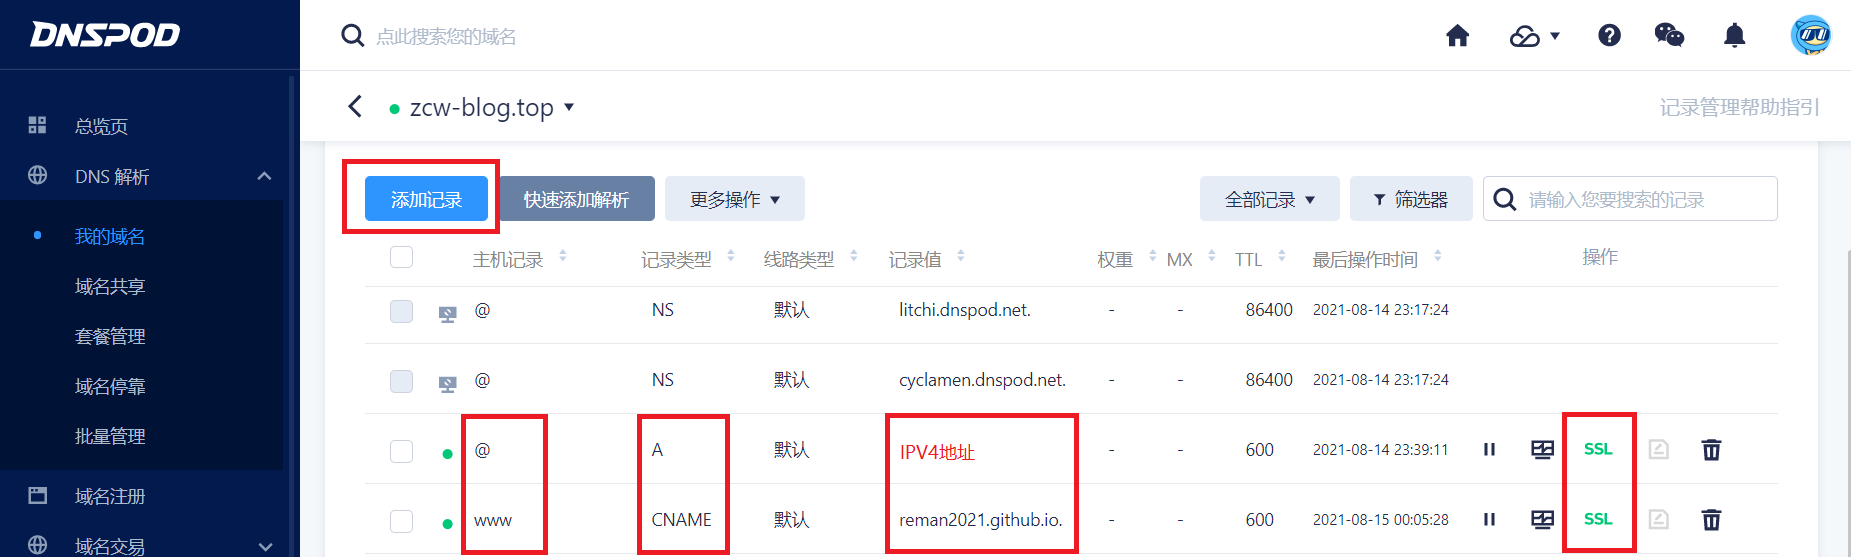 DNSPOD
点此搜索您的域名
zcw-blog.top
记录管理帮助指引
总览页
DNS 解析
我的域名
域名共享
套餐管理
域名停靠
批量管理
域名注册
域名交易
添加记录 快速添加解析 更多操作 全部记录 筛选器 请输入您要搜索的记录
主机记录 记录类型 线路类型 记录值 权重 MX TTL 最后操作时间 操作
@ NS 默认 litchi.dnspod.net. - - 86400 2021-08-14 23:17:24
@ NS 默认 cyclamen.dnspod.net. - - 86400 2021-08-14 23:17:24
@ A 默认 IPV4地址 - - 600 2021-08-14 23:39:11 SSL
www CNAME 默认 reman2021.github.io. - - 600 2021-08-15 00:05:28 SSL